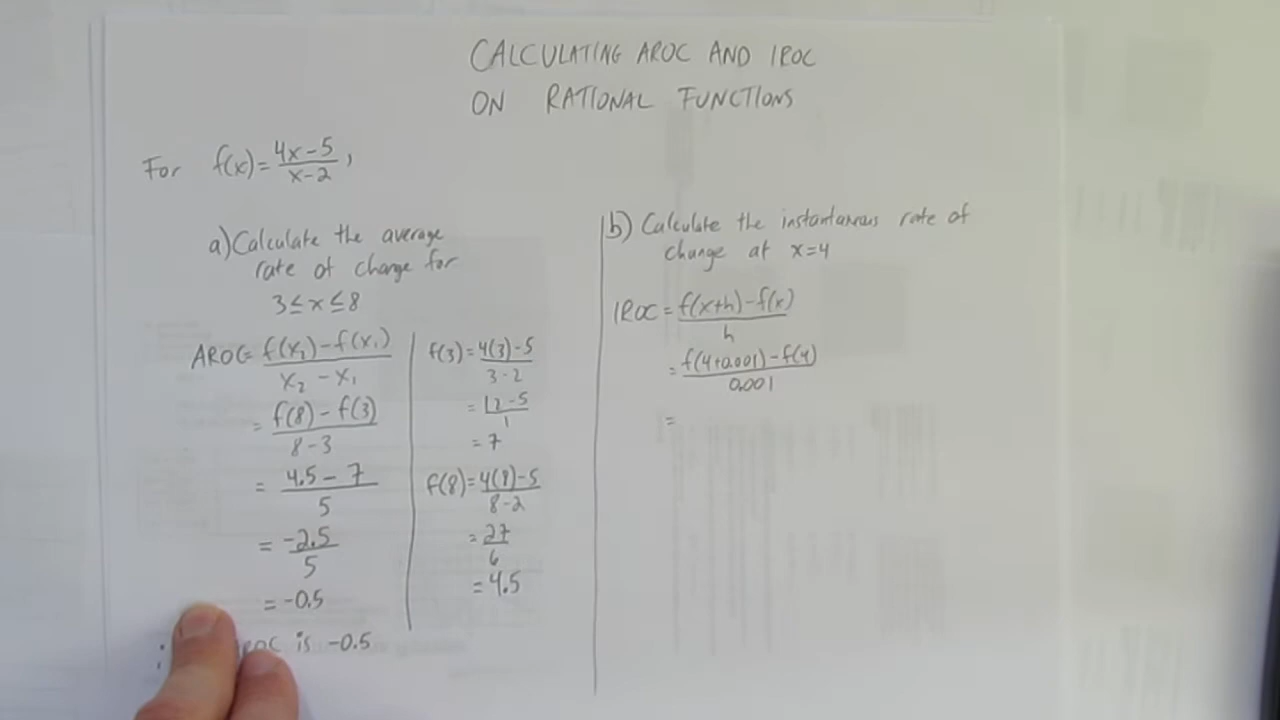 CALCULATING AROC AND IROC
ON RATIONAL FUNCTIONS
For f(x) = (4x-5)/(x-2),
a) Calculate the average
rate of change for
3 ≤ x ≤ 8
AROC = (f(x₂) - f(x₁))/(x₂ - x₁)
= (f(8) - f(3))/(8 - 3)
= (4.5 - 7)/5
= -2.5/5
= -0.5
is -0.5
f(3) = (4(3) - 5)/(3 - 2)
= (12 - 5)/1
= 7
f(8) = (4(8) - 5)/(8 - 2)
= 27/6
= 4.5
b) Calculate the instantaneous rate of
change at x = 4
IROC = (f(x+h) - f(x))/h
= (f(4+0.001) - f(4))/0.001
=